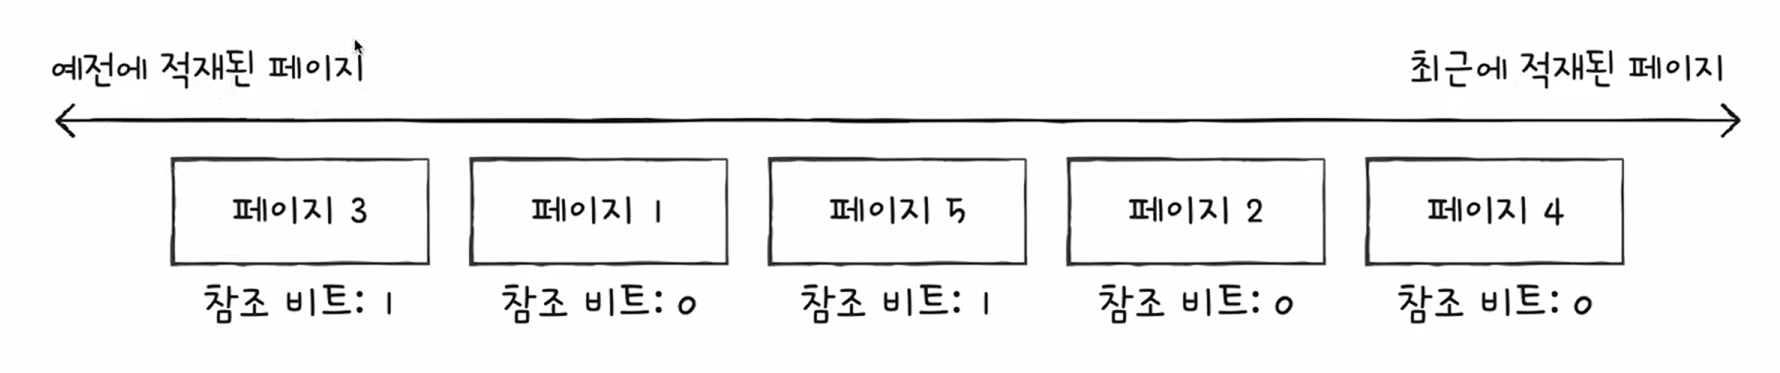 예전에 적재된 페이지
최근에 적재된 페이지
페이지 3
페이지 1
페이지 5
페이지 2
페이지 4
참조 비트: 1
참조 비트: 0
참조 비트: 1
참조 비트: 0
참조 비트: 0